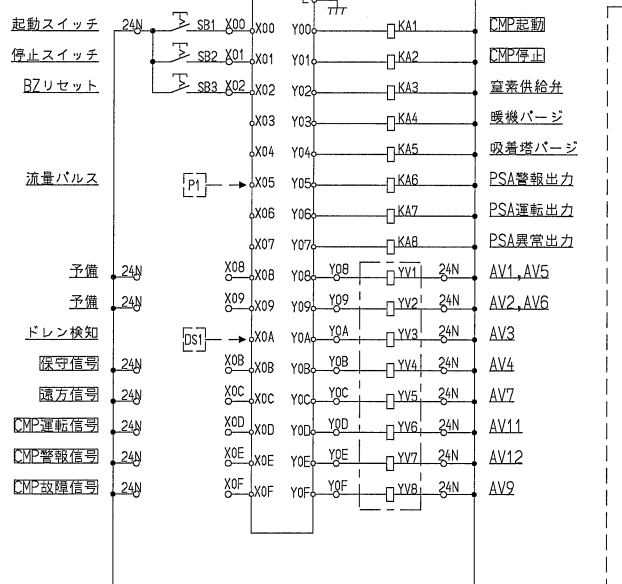 E
起動スイッチ 24N SB1 X00 X00 Y00 KA1 CMP起動
停止スイッチ SB2 X01 X01 Y01 KA2 CMP停止
BZリセット SB3 X02 X02 Y02 KA3 窒素供給弁
X03 Y03 KA4 暖機パージ
X04 Y04 KA5 吸着塔パージ
流量パルス P1 X05 Y05 KA6 PSA警報出力
X06 Y06 KA7 PSA運転出力
X07 Y07 KA8 PSA異常出力
予備 24N X08 X08 Y08 Y08 YV1 24N AV1,AV5
予備 24N X09 X09 Y09 Y09 YV2 24N AV2,AV6
ドレン検知 DS1 X0A Y0A Y0A YV3 24N AV3
保守信号 24N X0B X0B Y0B Y0B YV4 24N AV4
遠方信号 24N X0C X0C Y0C Y0C YV5 24N AV7
CMP運転信号 24N X0D X0D Y0D Y0D YV6 24N AV11
CMP警報信号 24N X0E X0E Y0E Y0E YV7 24N AV12
CMP故障信号 24N X0F X0F Y0F Y0F YV8 24N AV9